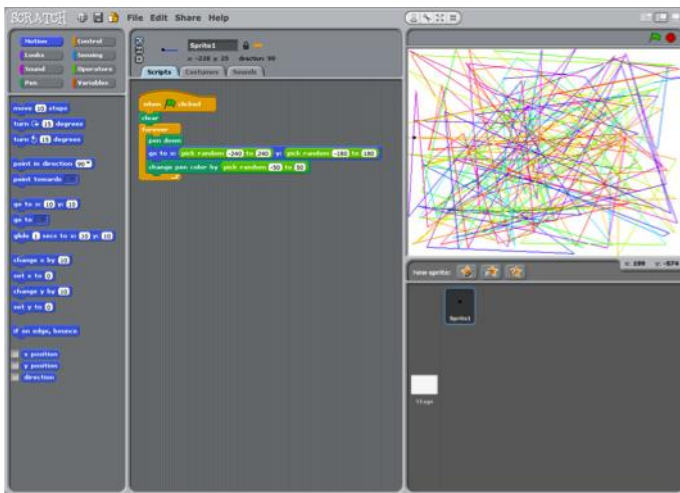 SCRATCH File Edit Share Help
Motion Control
Looks Sensing
Sound Operators
Pen Variables
move 10 steps
turn 15 degrees
turn 15 degrees
point in direction 90
point towards
go to x: 10 y: 10
go to
glide 1 secs to x: 10 y: 10
change x by 10
set x to 0
change y by 10
set y to 0
if on edge, bounce
x position
y position
direction
Sprite1
direction: 90
Scripts Costumes Sounds
when clicked
clear
forever
pen down
go to x: pick random -240 to 240 y: pick random -180 to 180
change pen color by pick random -50 to 50
New sprite:
Sprite1
Stage